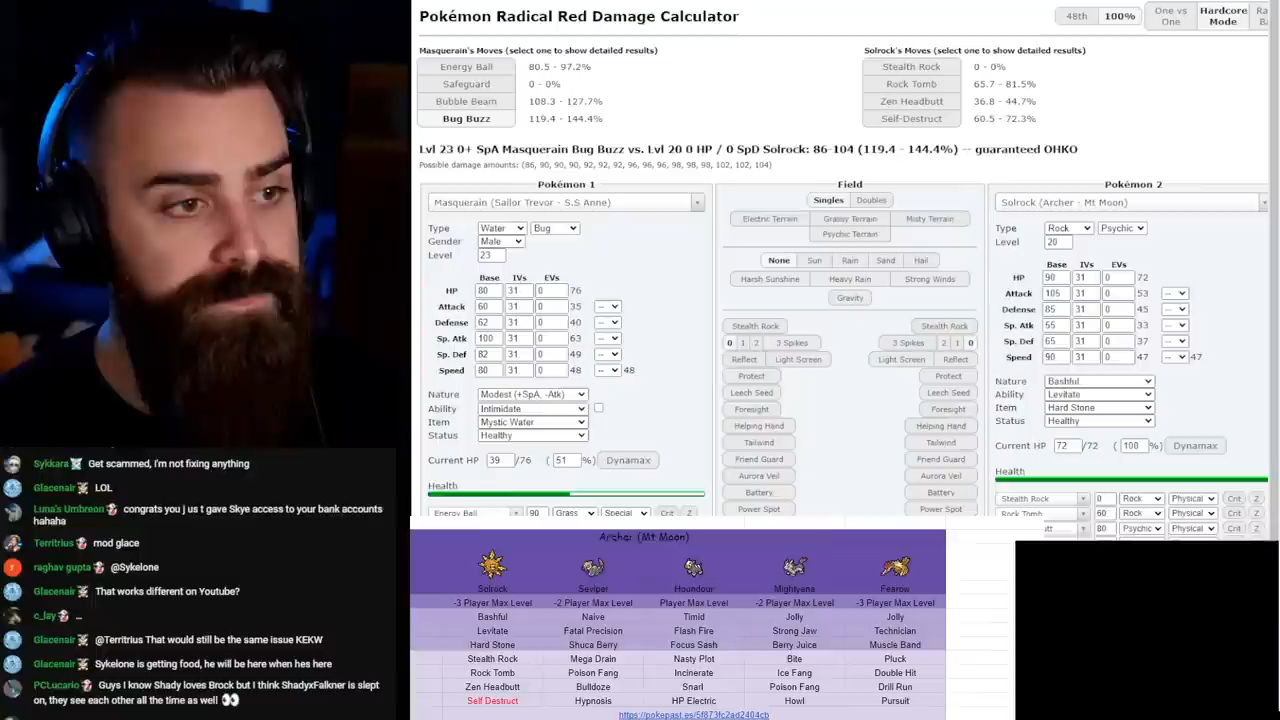 Pokémon Radical Red Damage Calculator
48th 100% One vs One Hardcore Mode
Masquerain's Moves (select one to show detailed results)
Energy Ball 80.5 - 97.2%
Safeguard 0 - 0%
Bubble Beam 108.3 - 127.7%
Bug Buzz 119.4 - 144.4%
Solrock's Moves (select one to show detailed results)
Stealth Rock 0 - 0%
Rock Tomb 65.7 - 81.5%
Zen Headbutt 36.8 - 44.7%
Self-Destruct 60.5 - 72.3%
Lvl 23 0+ SpA Masquerain Bug Buzz vs. Lvl 20 0 HP / 0 SpD Solrock: 86-104 (119.4 - 144.4%) -- guaranteed OHKO
Possible damage amounts: (86, 90, 90, 90, 92, 92, 92, 96, 96, 96, 98, 98, 98, 102, 102, 104)
Pokémon 1
Masquerain (Sailor Trevor - S.S Anne)
Type Water Bug
Gender Male
Level 23
Base IVs EVs
HP 80 31 0 76
Attack 60 31 0 35 --
Defense 62 31 0 40 --
Sp. Atk 100 31 0 63 --
Sp. Def 82 31 0 49 --
Speed 80 31 0 48 -- 48
Nature Modest (+SpA, -Atk)
Ability Intimidate
Item Mystic Water
Status Healthy
Current HP 39 /76 ( 51 %) Dynamax
Health
Energy Ball 90 Grass Special Crit Z
Field
Singles Doubles
Electric Terrain Grassy Terrain Misty Terrain
Psychic Terrain
None Sun Rain Sand Hail
Harsh Sunshine Heavy Rain Strong Winds
Gravity
Stealth Rock Stealth Rock
0 1 2 3 Spikes 3 Spikes 2 1 0
Reflect Light Screen Light Screen Reflect
Protect Protect
Leech Seed Leech Seed
Foresight Foresight
Helping Hand Helping Hand
Tailwind Tailwind
Friend Guard Friend Guard
Aurora Veil Aurora Veil
Battery Battery
Power Spot Power Spot
Pokémon 2
Solrock (Archer - Mt Moon)
Type Rock Psychic
Level 20
Base IVs EVs
HP 90 31 0 72
Attack 105 31 0 53 --
Defense 85 31 0 45 --
Sp. Atk 55 31 0 33 --
Sp. Def 65 31 0 37 --
Speed 90 31 0 47 -- 47
Nature Bashful
Ability Levitate
Item Hard Stone
Status Healthy
Current HP 72 /72 ( 100 %) Dynamax
Health
Stealth Rock 0 Rock Physical Crit Z
Rock Tomb 60 Rock Physical Crit Z
80 Psychic Physical Crit Z
Sykkara Get scammed, I'm not fixing anything
Glacenair LOL
Luna's Umbreon congrats you j us t gave Skye access to your bank accounts
hahaha
Territrius mod glace
raghav gupta @Sykelone
Glacenair That works different on Youtube?
c_lay ...
Glacenair @Territrius That would still be the same issue KEKW
Glacenair Sykelone is getting food, he will be here when hes here
PCLucario Guys I know Shady loves Brock but I think ShadyxFalkner is slept
on, they see each other all the time as well 👀
Archer (Mt Moon)
Solrock Seviper Houndour Mightyena Fearow
-3 Player Max Level -2 Player Max Level Player Max Level -2 Player Max Level -3 Player Max Level
Bashful Naive Timid Jolly Jolly
Levitate Fatal Precision Flash Fire Strong Jaw Technician
Hard Stone Shuca Berry Focus Sash Berry Juice Muscle Band
Stealth Rock Mega Drain Nasty Plot Bite Pluck
Rock Tomb Poison Fang Incinerate Ice Fang Double Hit
Zen Headbutt Bulldoze Snarl Poison Fang Drill Run
Self Destruct Hypnosis HP Electric Howl Pursuit
https://pokepast.es/5f873fc2ad2404cb